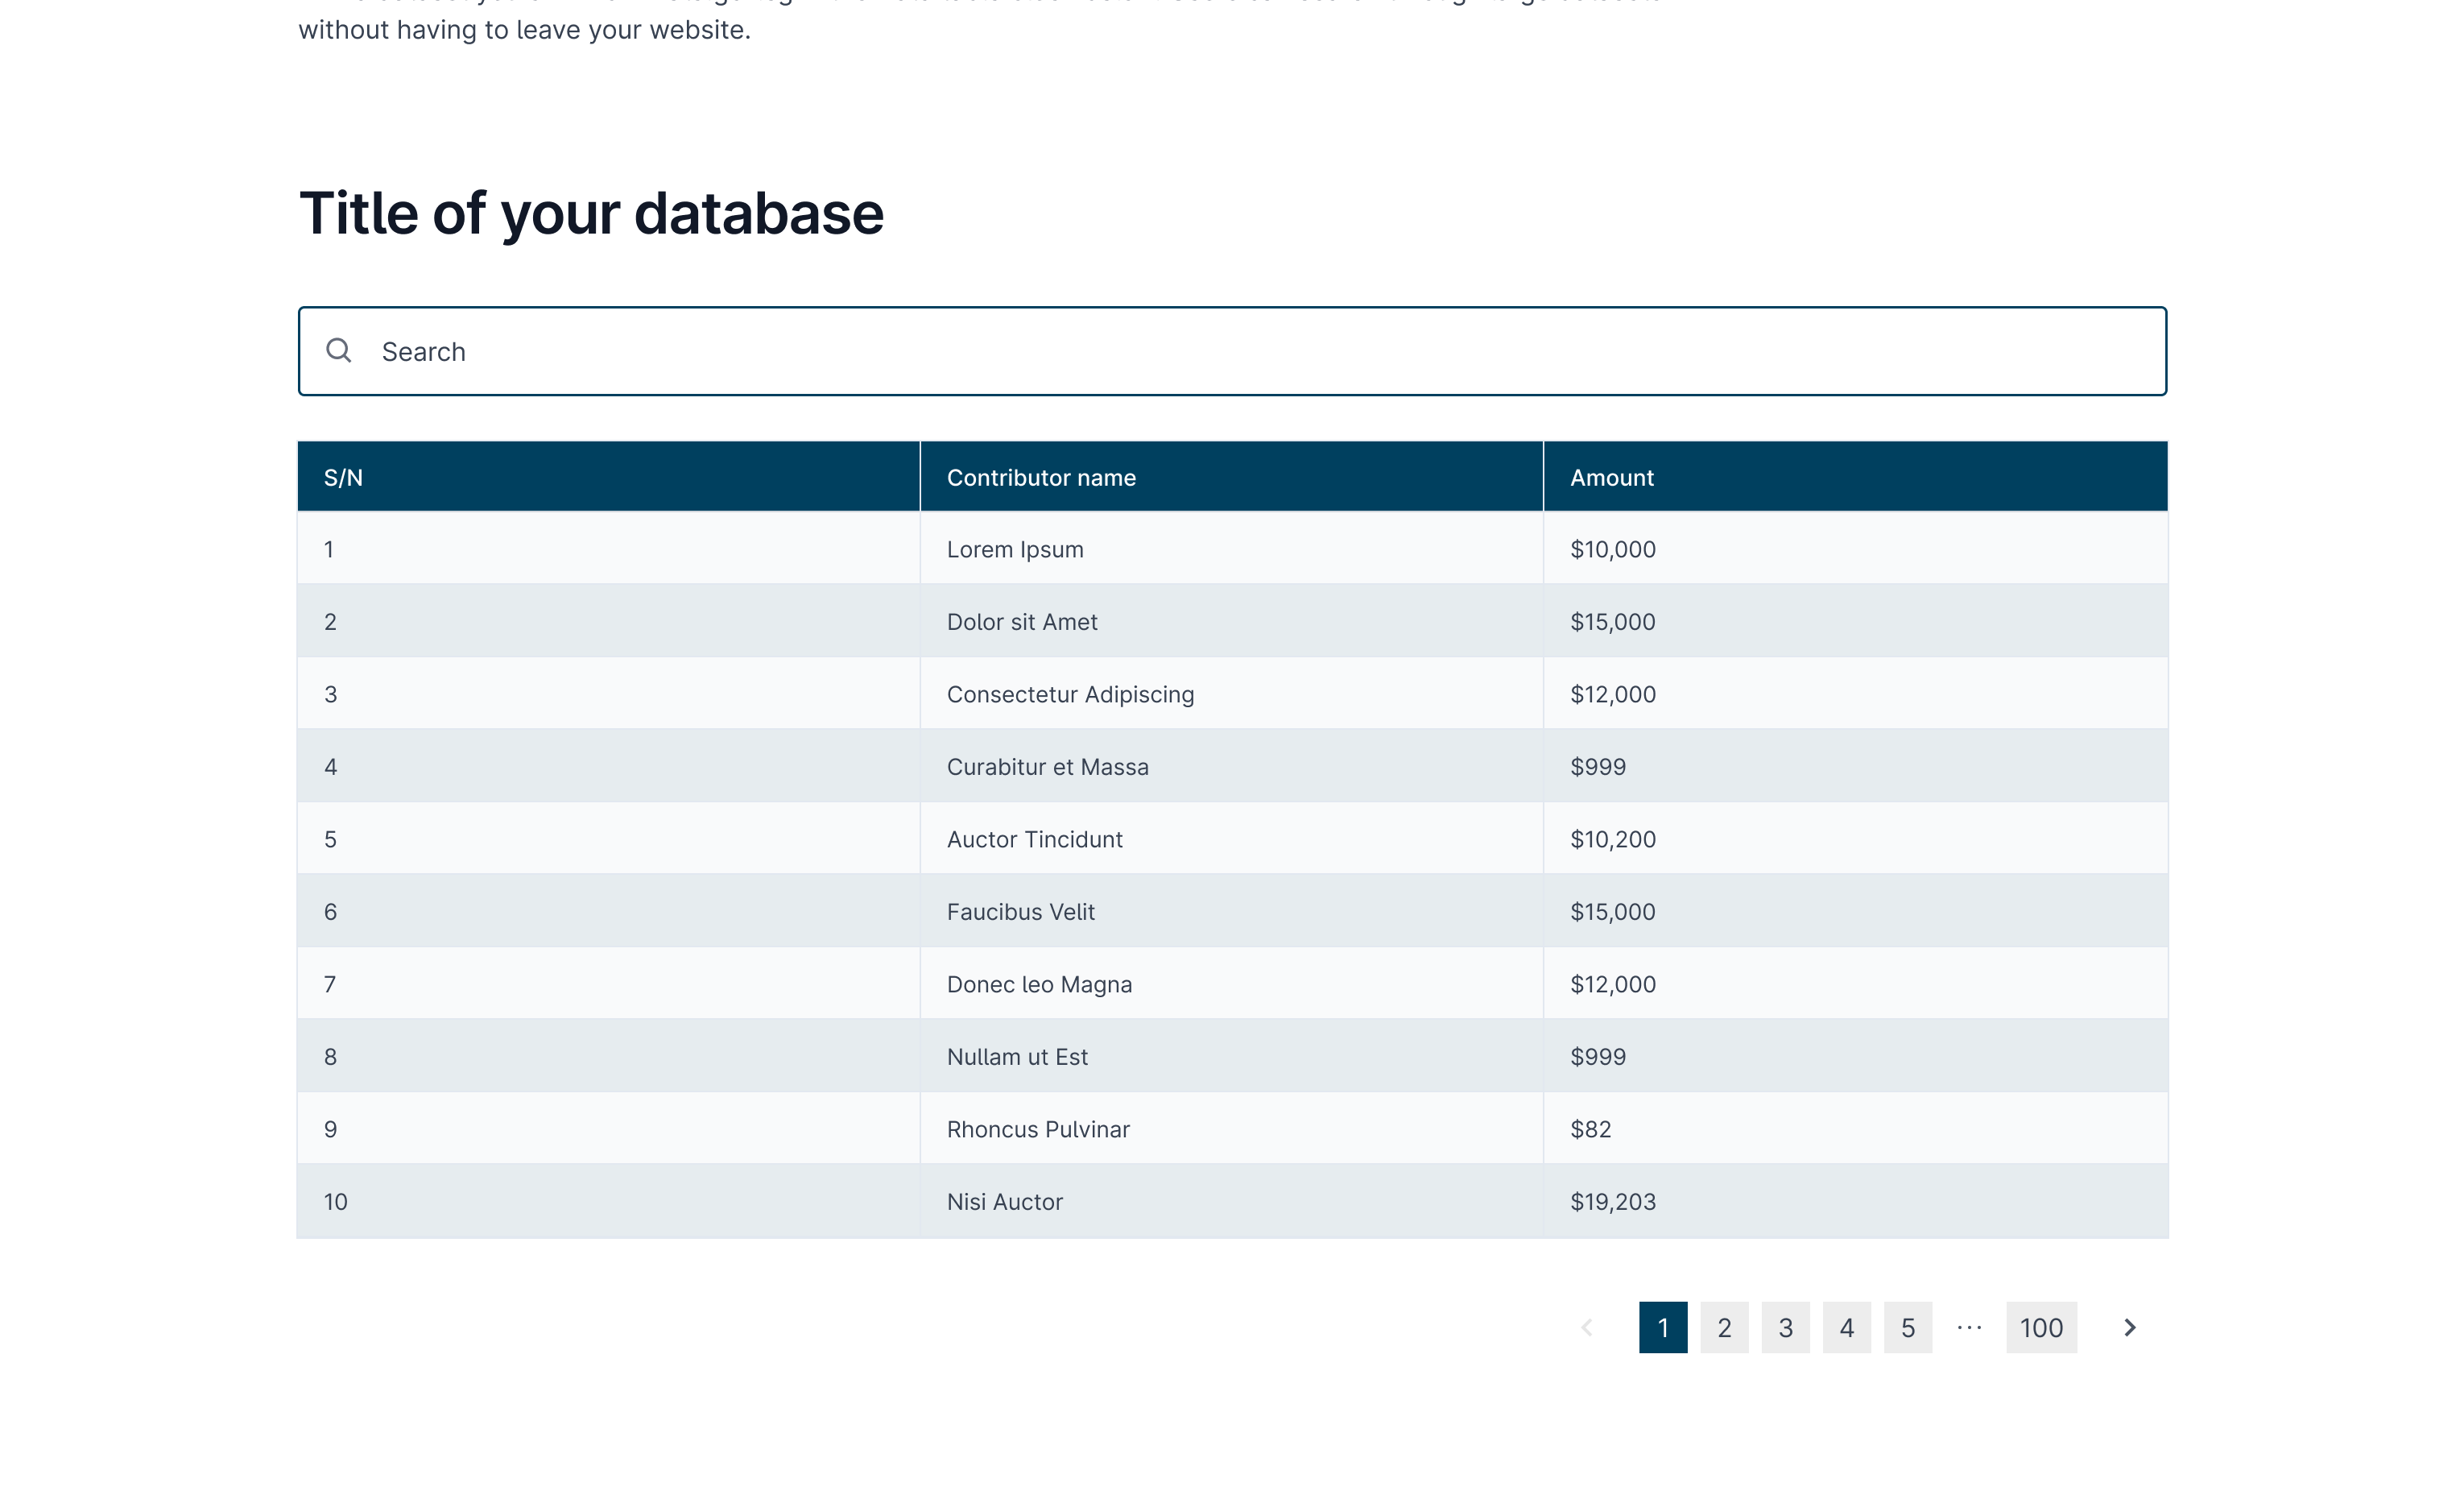 without having to leave your website.
Title of your database
Search
S/N Contributor name Amount
1 Lorem Ipsum $10,000
2 Dolor sit Amet $15,000
3 Consectetur Adipiscing $12,000
4 Curabitur et Massa $999
5 Auctor Tincidunt $10,200
6 Faucibus Velit $15,000
7 Donec leo Magna $12,000
8 Nullam ut Est $999
9 Rhoncus Pulvinar $82
10 Nisi Auctor $19,203
1 2 3 4 5 ... 100